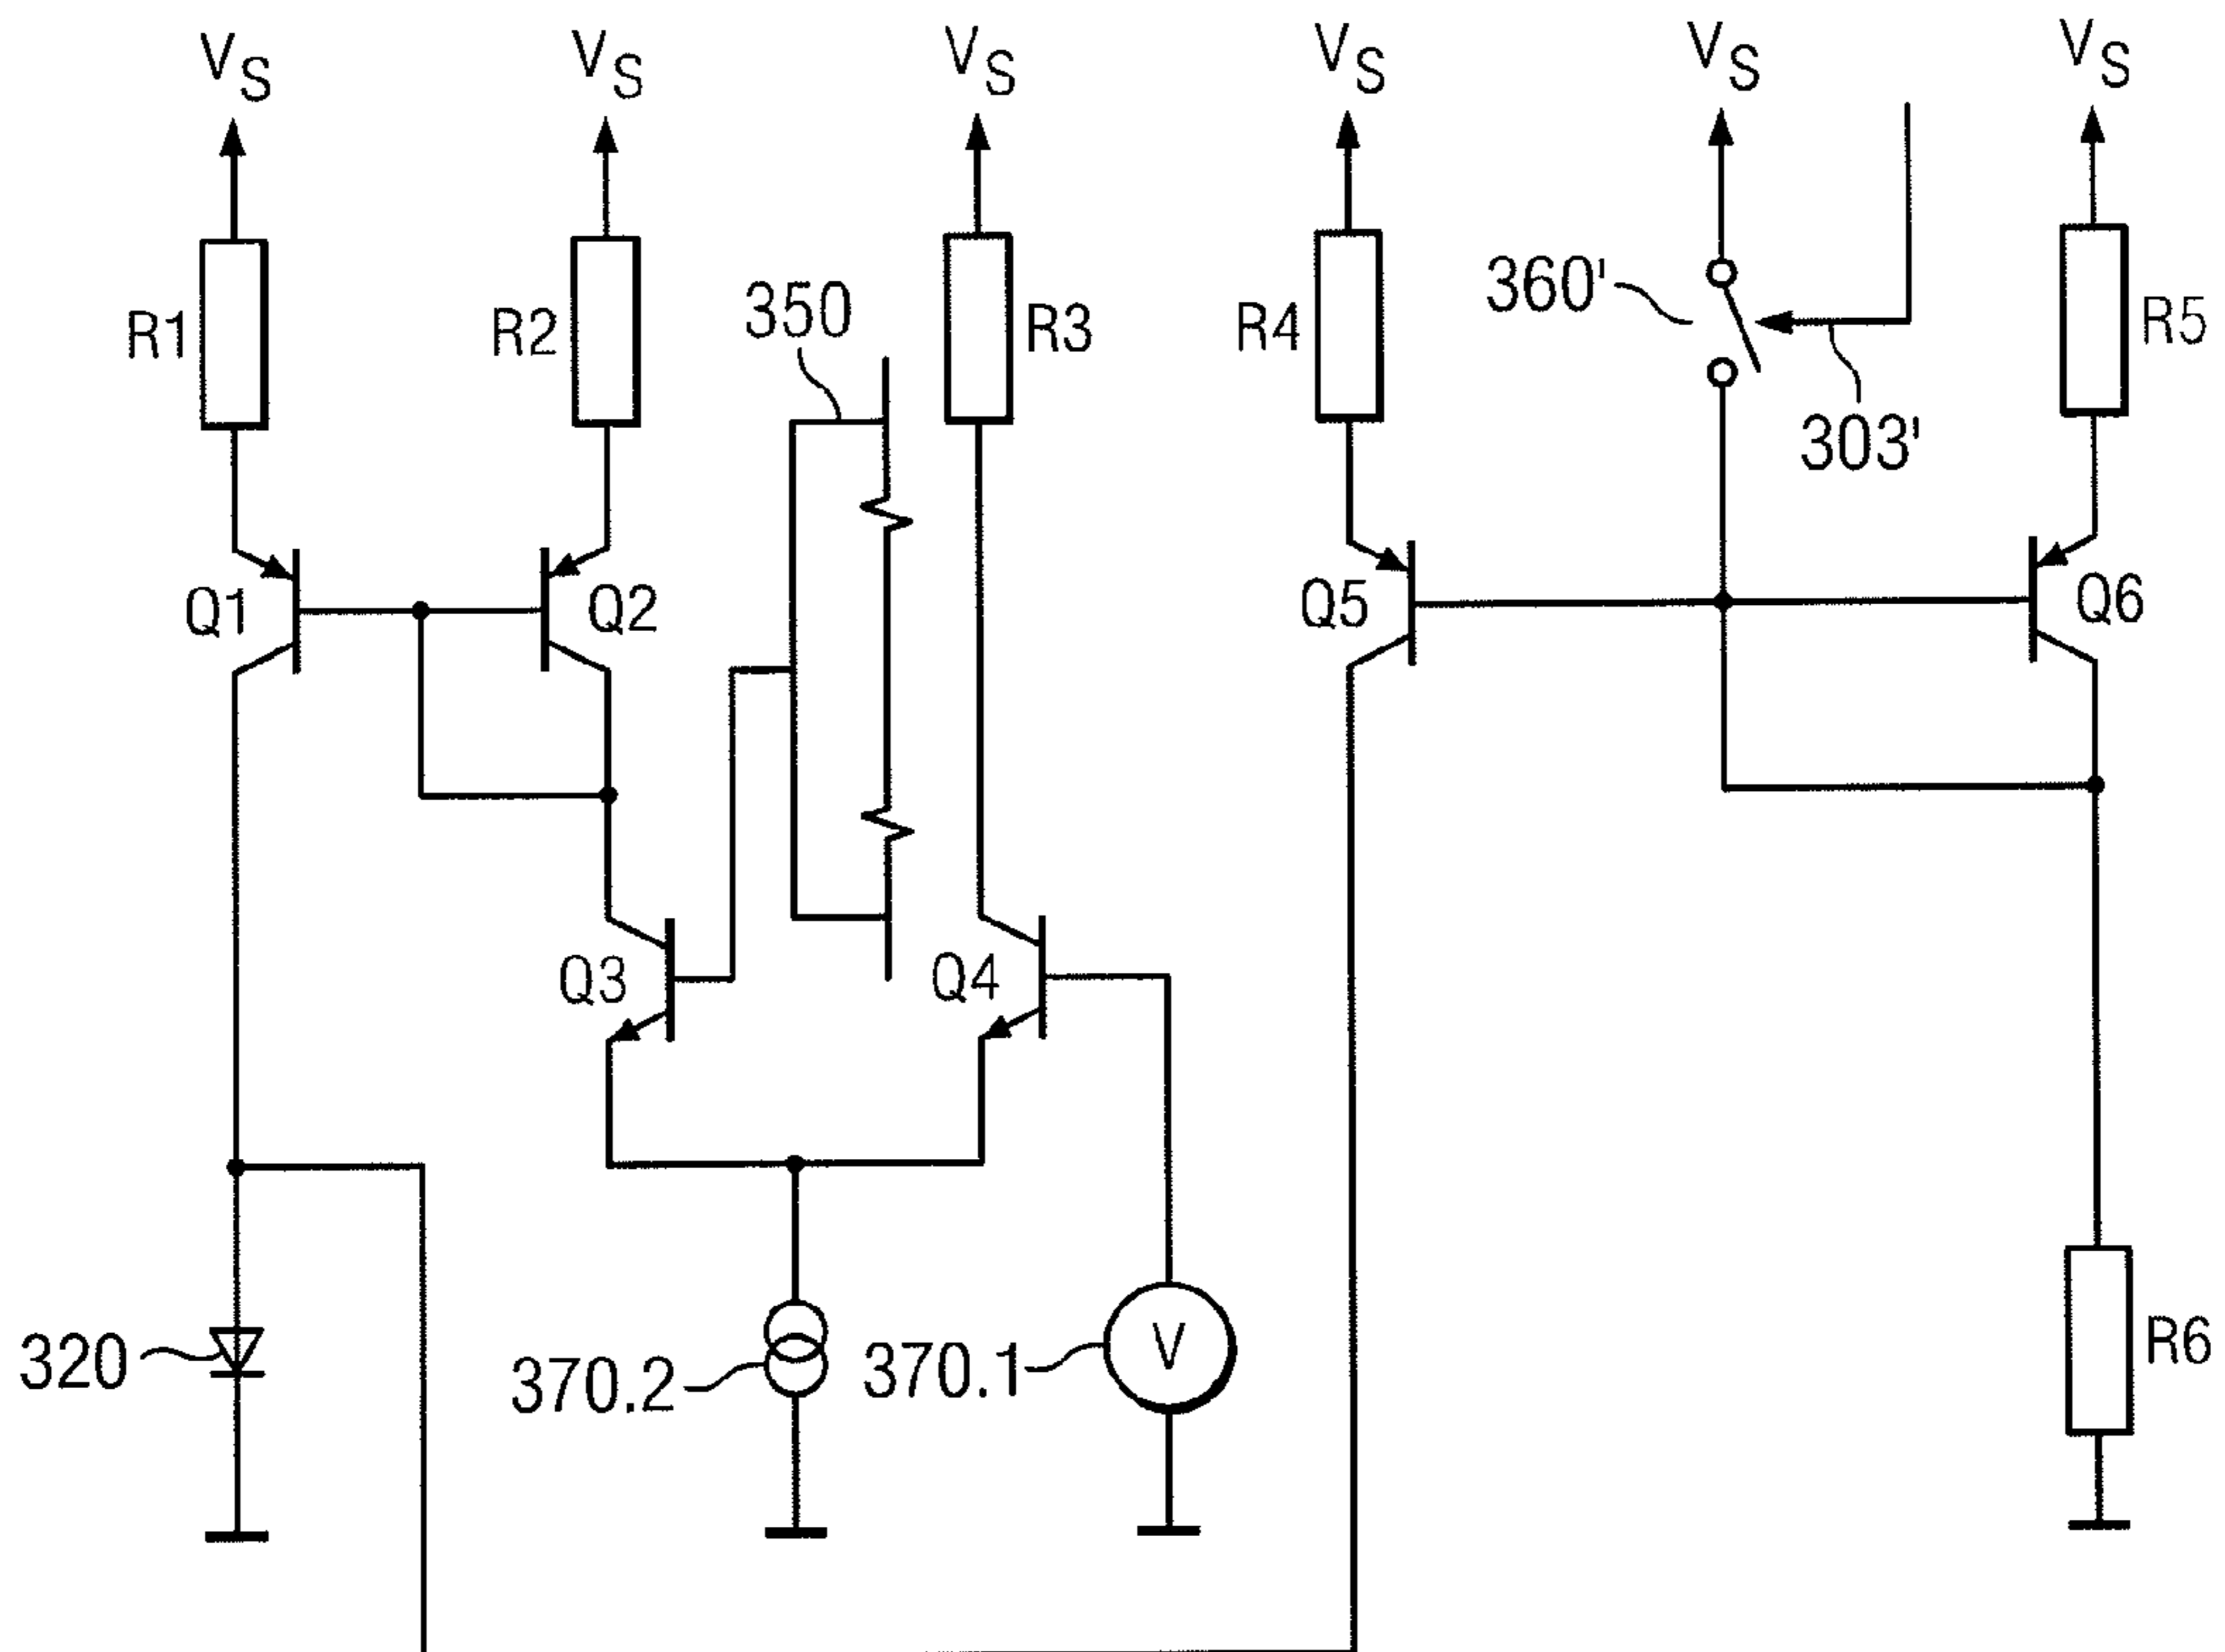 VS VS VS VS VS VS
R1 R2 350 R3 R4 360' R5
303'
Q1 Q2 Q5 Q6
Q3 Q4
320 370.2 370.1 V R6